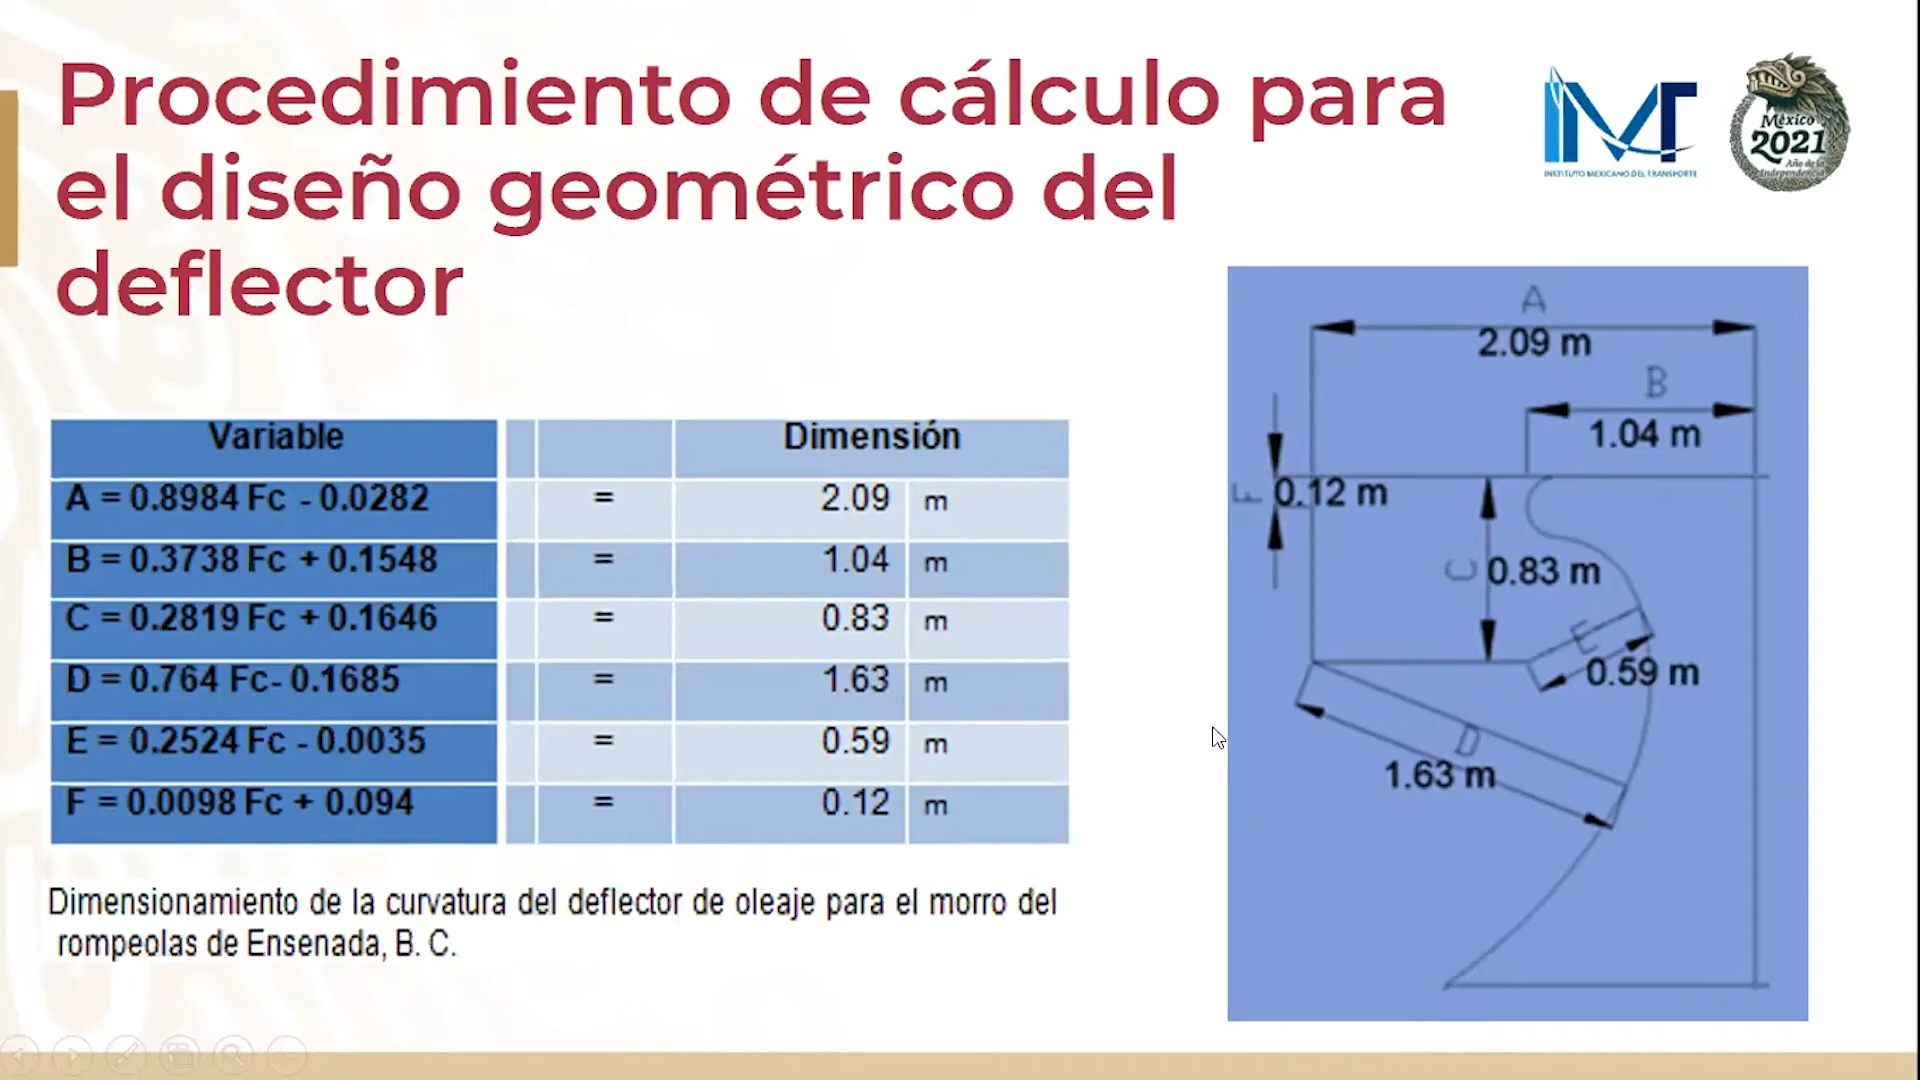 Procedimiento de cálculo para
el diseño geométrico del
deflector
INSTITUTO MEXICANO DEL TRANSPORTE
México
2021
Año de la
Independencia
Variable Dimensión
A = 0.8984 Fc - 0.0282 = 2.09 m
B = 0.3738 Fc + 0.1548 = 1.04 m
C = 0.2819 Fc + 0.1646 = 0.83 m
D = 0.764 Fc- 0.1685 = 1.63 m
E = 0.2524 Fc - 0.0035 = 0.59 m
F = 0.0098 Fc + 0.094 = 0.12 m
Dimensionamiento de la curvatura del deflector de oleaje para el morro del
rompeolas de Ensenada, B. C.
A
2.09 m
B
1.04 m
F 0.12 m
C 0.83 m
E
0.59 m
D
1.63 m